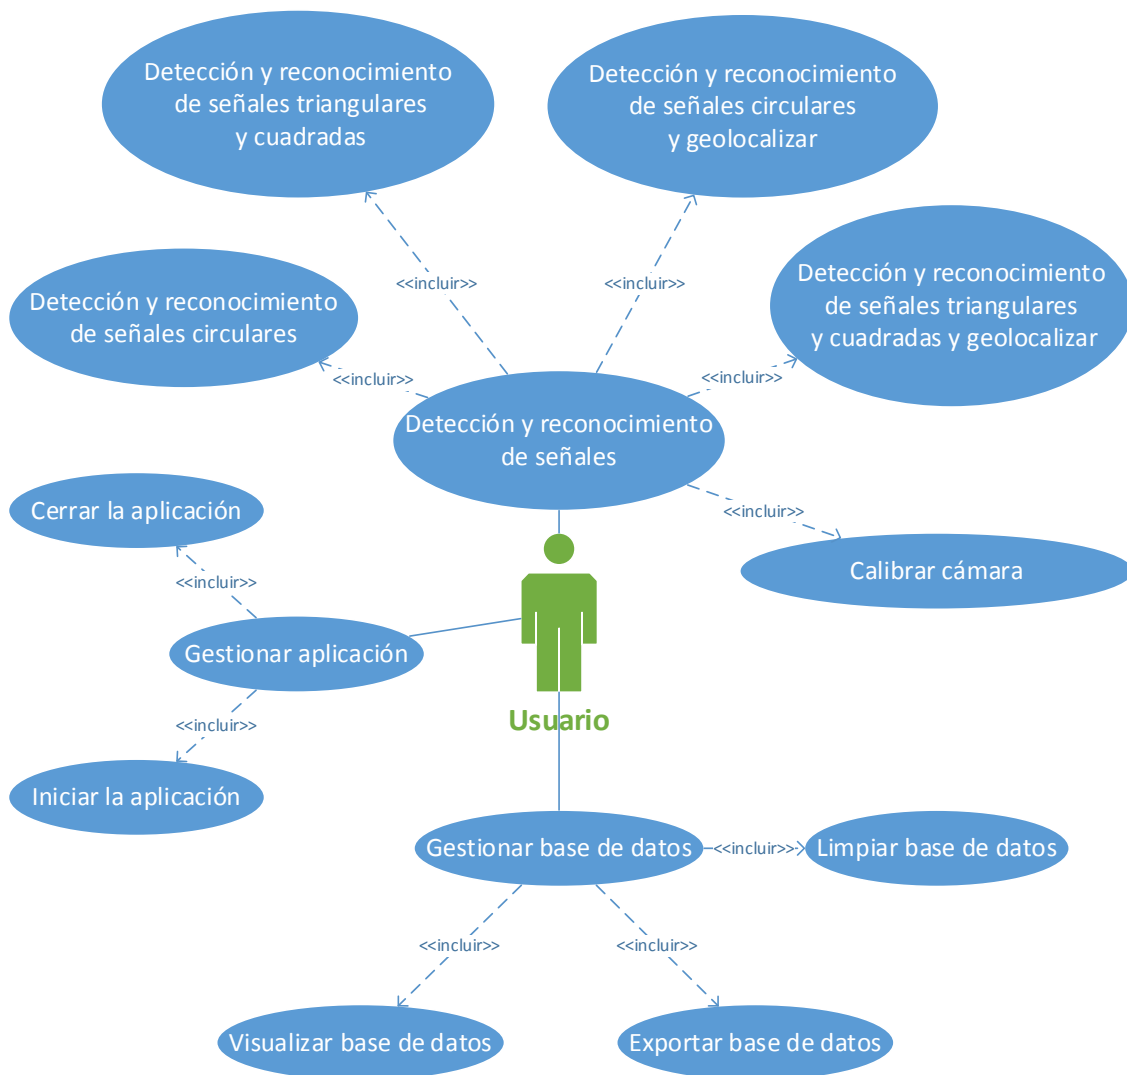 Detección y reconocimiento
de señales triangulares
y cuadradas
Detección y reconocimiento
de señales circulares
y geolocalizar
Detección y reconocimiento
de señales circulares
Detección y reconocimiento
de señales triangulares
y cuadradas y geolocalizar
<<incluir>>
<<incluir>>
<<incluir>>
<<incluir>>
Detección y reconocimiento
de señales
<<incluir>>
Cerrar la aplicación
Calibrar cámara
<<incluir>>
Gestionar aplicación
<<incluir>>
Usuario
Iniciar la aplicación
Gestionar base de datos
<<incluir>>
Limpiar base de datos
<<incluir>>
<<incluir>>
Visualizar base de datos
Exportar base de datos